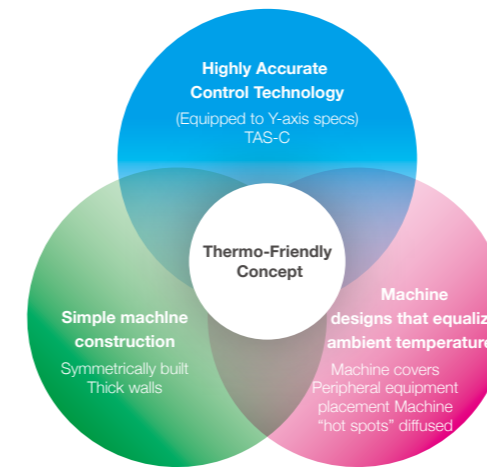 Highly Accurate
Control Technology
(Equipped to Y-axis specs)
TAS-C
Thermo-Friendly
Concept
Simple machine
construction
Symmetrically built
Thick walls
Machine
designs that equaliz
ambient temperature
Machine covers
Peripheral equipment
placement Machine
“hot spots” diffused